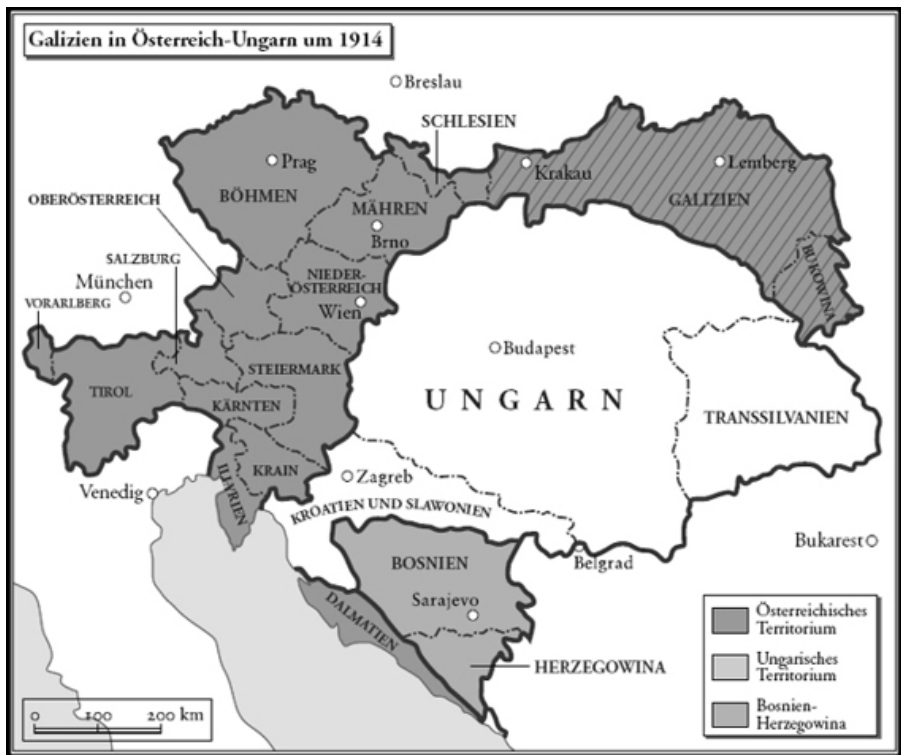 Galizien in Österreich-Ungarn um 1914
Breslau
SCHLESIEN
Prag
Krakau
Lemberg
BÖHMEN
GALIZIEN
OBERÖSTERREICH
MÄHREN
Brno
BUKOWINA
SALZBURG
München
NIEDER-
ÖSTERREICH
Wien
VORARLBERG
Budapest
STEIERMARK
TIROL
UNGARN
KÄRNTEN
TRANSSILVANIEN
KRAIN
Zagreb
Venedig
ILLYRIEN
KROATIEN UND SLAWONIEN
Bukarest
BOSNIEN
Belgrad
Sarajevo
DALMATIEN
HERZEGOWINA
Österreichisches
Territorium
Ungarisches
Territorium
Bosnien-
Herzegowina
0 100 200 km